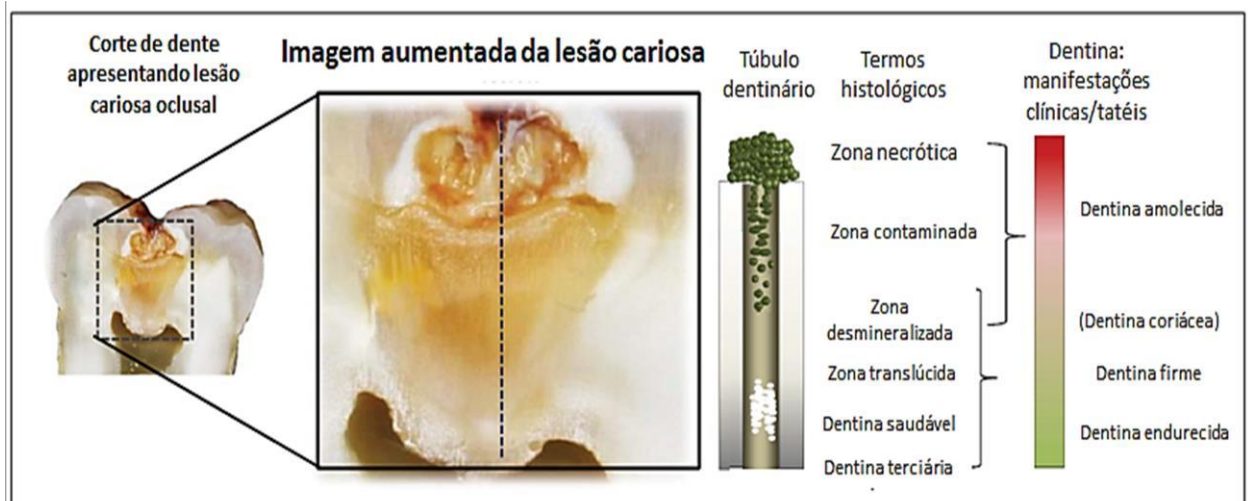 Corte de dente
apresentando lesão
cariosa oclusal
Imagem aumentada da lesão cariosa
Túbulo
dentinário
Termos
histológicos
Dentina:
manifestações
clínicas/tatéis
Zona necrótica
Zona contaminada
Zona
desmineralizada
Zona translúcida
Dentina saudável
Dentina terciária
Dentina amolecida
(Dentina coriácea)
Dentina firme
Dentina endurecida